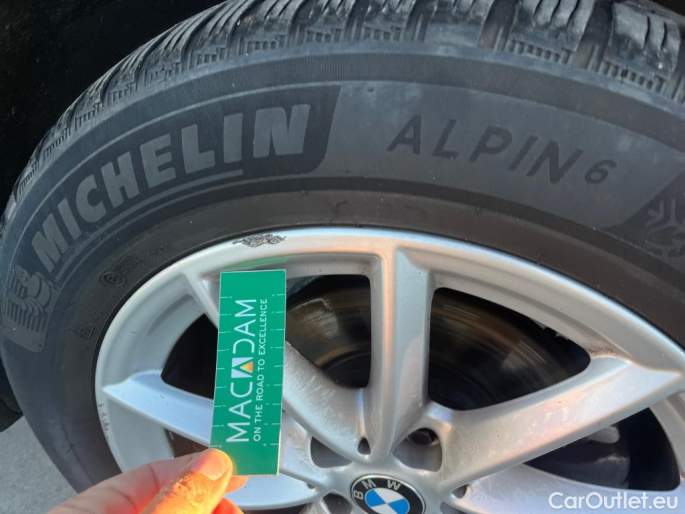 MICHELIN
ALPIN 6
MACADAM
ON THE ROAD TO EXCELLENCE
BMW
CarOutlet.eu